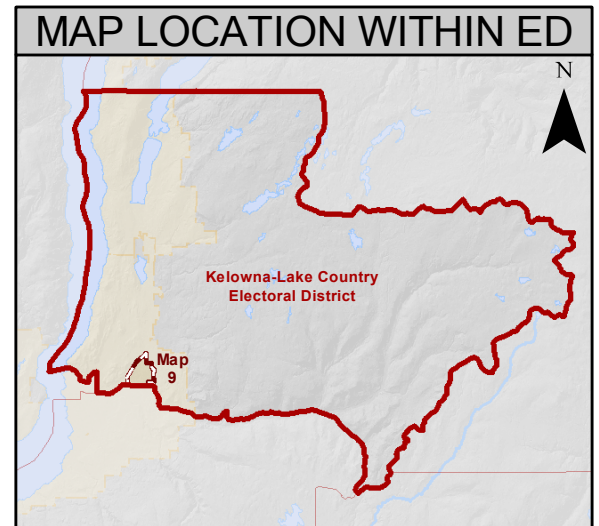 MAP LOCATION WITHIN ED
N
Kelowna-Lake Country
Electoral District
Map
9